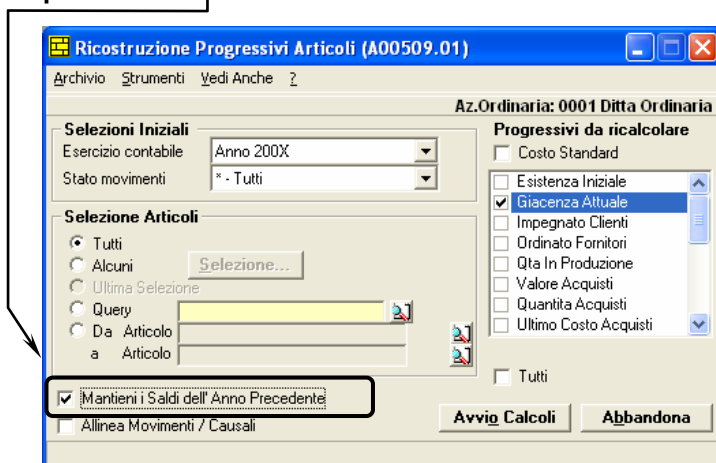 Ricostruzione Progressivi Articoli (A00509.01)
Archivio Strumenti Vedi Anche ?
Az.Ordinaria: 0001 Ditta Ordinaria
Selezioni Iniziali
Esercizio contabile Anno 200X
Stato movimenti * - Tutti
Selezione Articoli
Tutti
Alcuni Selezione...
Ultima Selezione
Query
Da Articolo
a Articolo
Mantieni i Saldi dell' Anno Precedente
Allinea Movimenti / Causali
Progressivi da ricalcolare
Costo Standard
Esistenza Iniziale
Giacenza Attuale
Impegnato Clienti
Ordinato Fornitori
Qta In Produzione
Valore Acquisti
Quantita Acquisti
Ultimo Costo Acquisti
Tutti
Avvio Calcoli Abbandona